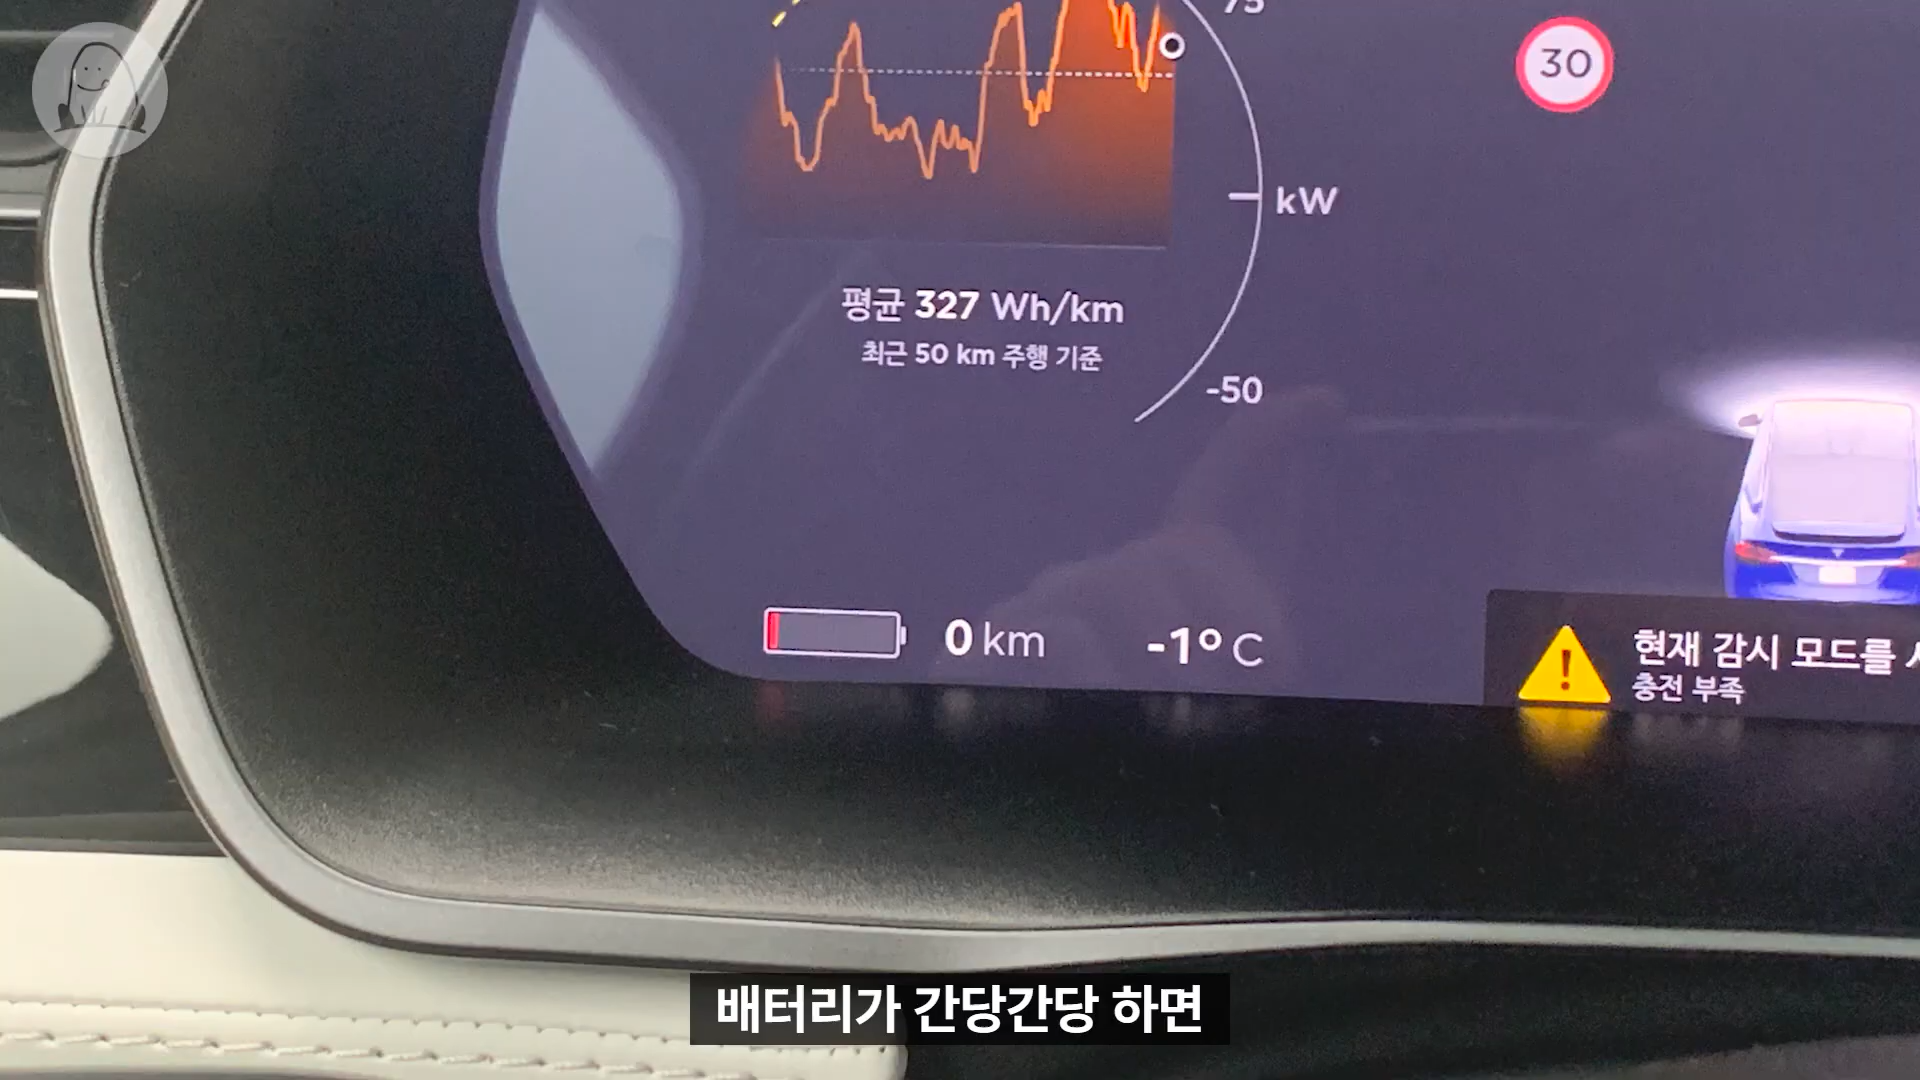 75
30
kW
평균 327 Wh/km
최근 50 km 주행 기준
-50
0 km
-1° C
현재 감시 모드를
충전 부족
배터리가 간당간당 하면